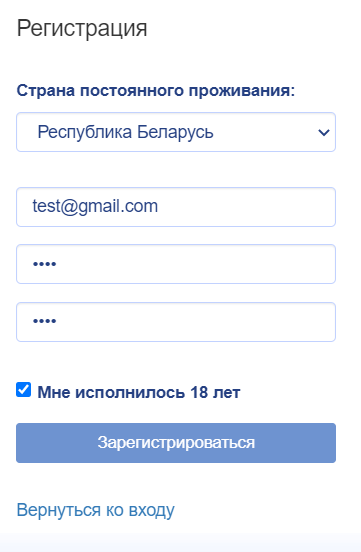 Регистрация
Страна постоянного проживания:
Республика Беларусь
test@gmail.com
••••
••••
Мне исполнилось 18 лет
Зарегистрироваться
Вернуться ко входу